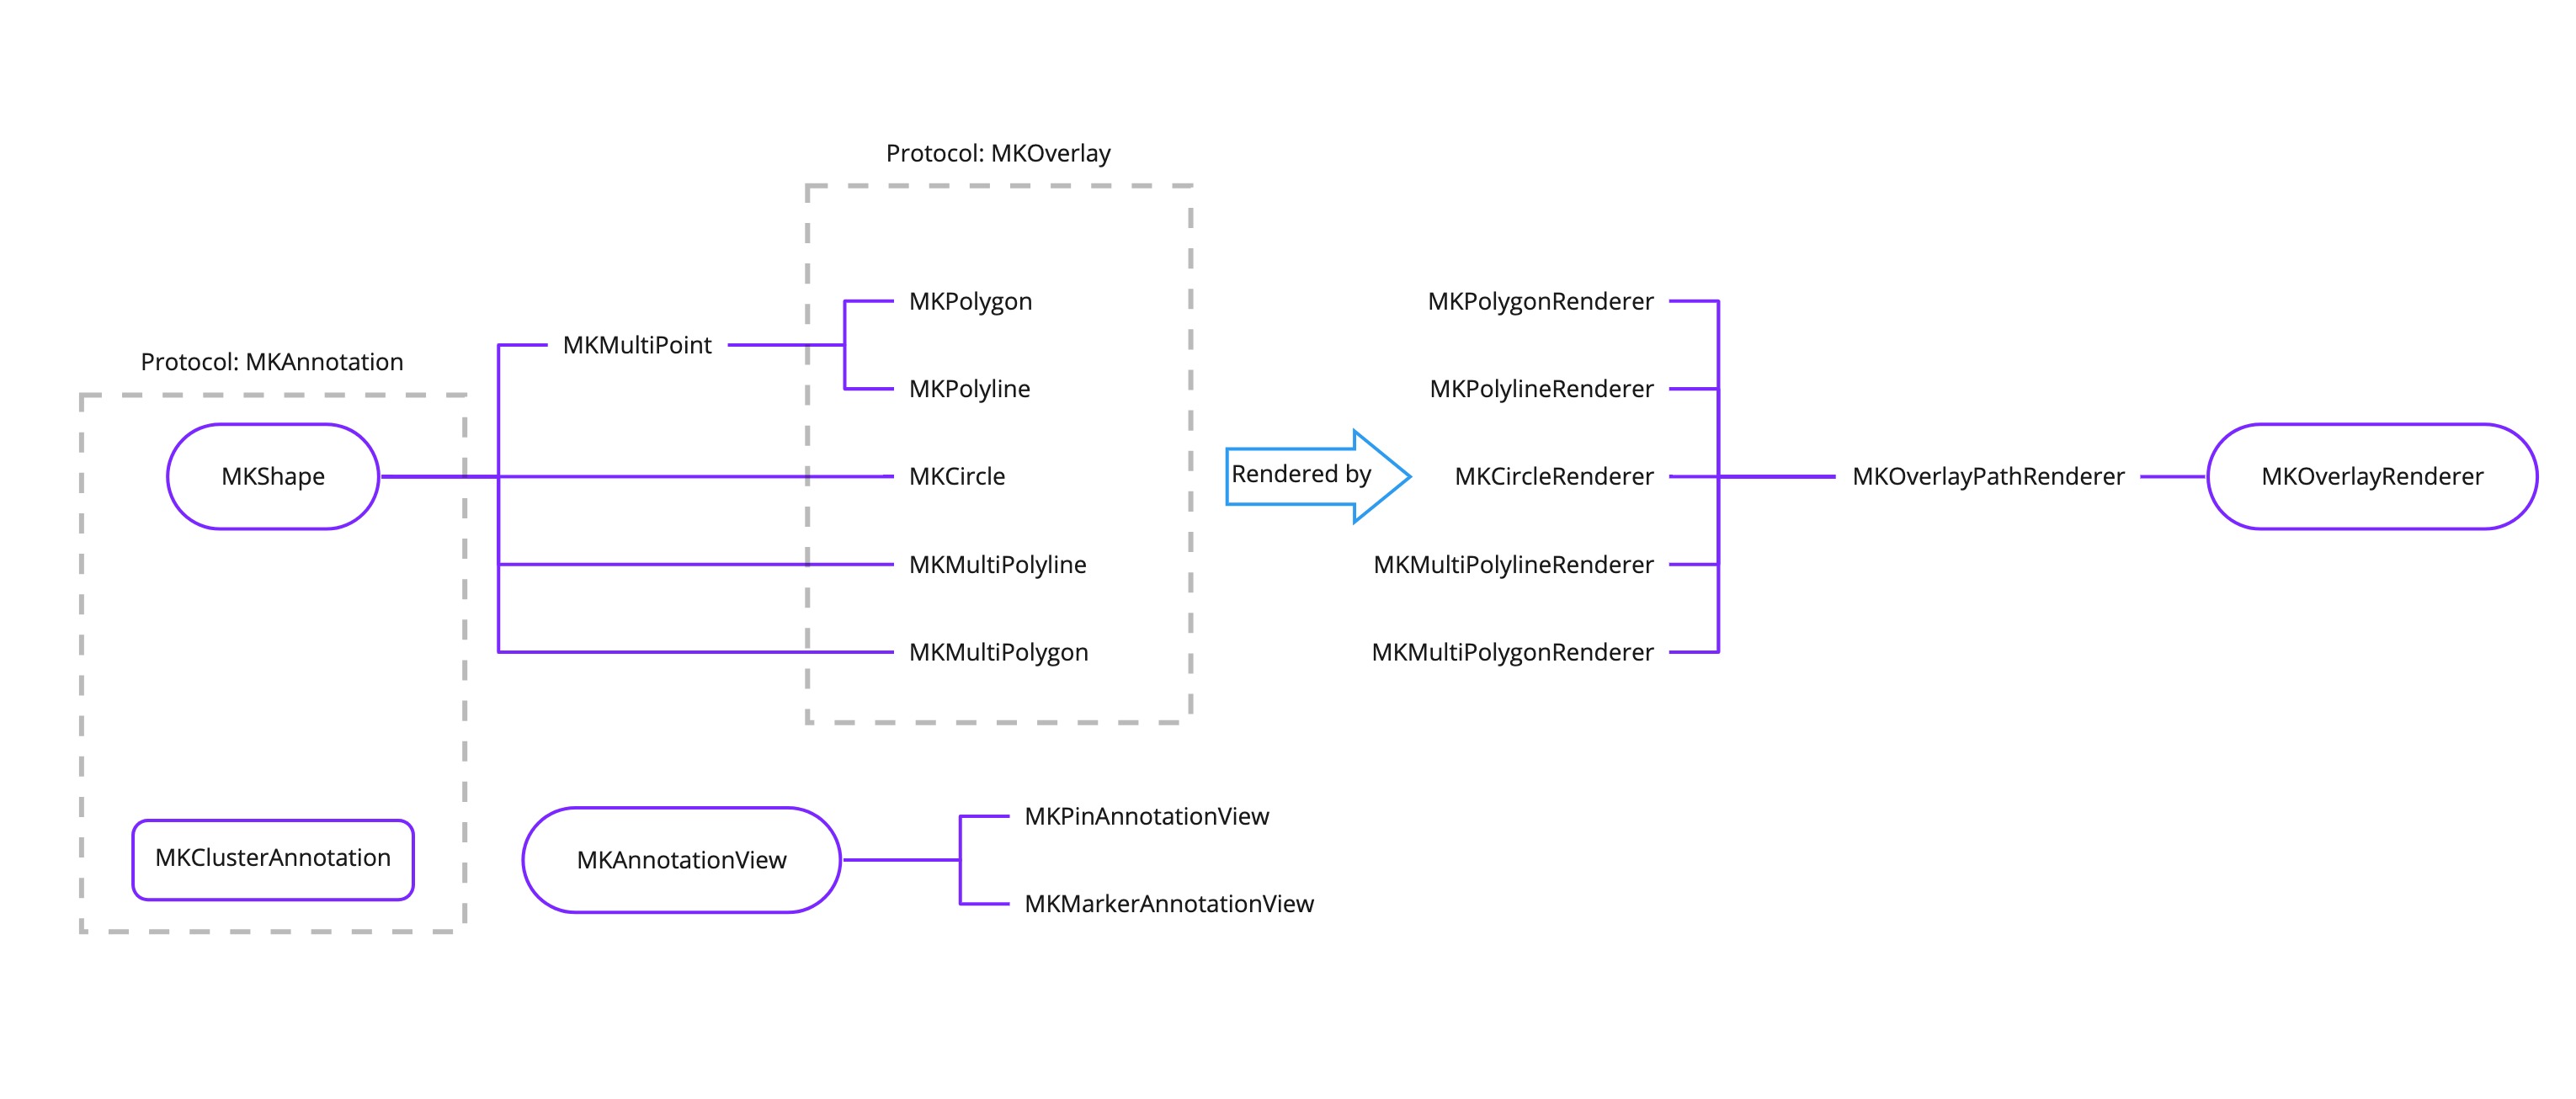 Protocol: MKOverlay
MKPolygon
MKPolygonRenderer
MKMultiPoint
Protocol: MKAnnotation
MKPolyline
MKPolylineRenderer
MKShape
MKCircle
Rendered by
MKCircleRenderer
MKOverlayPathRenderer
MKOverlayRenderer
MKMultiPolyline
MKMultiPolylineRenderer
MKMultiPolygon
MKMultiPolygonRenderer
MKPinAnnotationView
MKClusterAnnotation
MKAnnotationView
MKMarkerAnnotationView